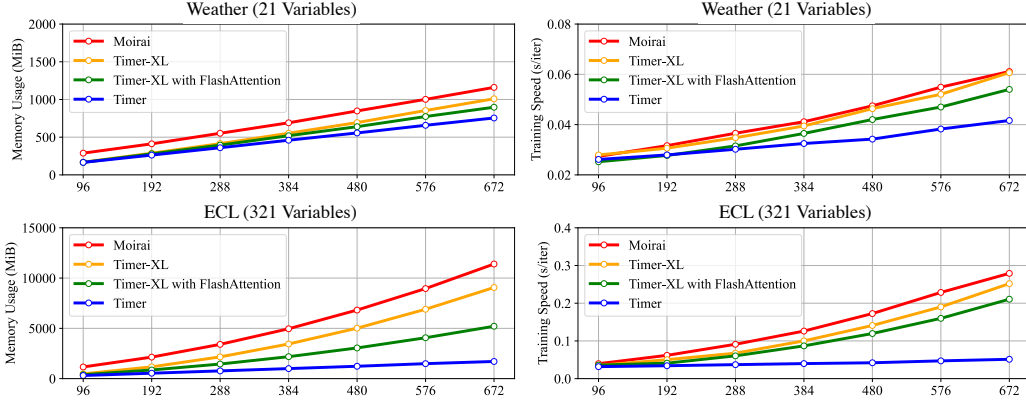 Weather (21 Variables)
Memory Usage (MiB)
2000
1500
1000
500
0
Moirai
Timer-XL
Timer-XL with FlashAttention
Timer
96 192 288 384 480 576 672
Weather (21 Variables)
Training Speed (s/iter)
0.08
0.06
0.04
0.02
Moirai
Timer-XL
Timer-XL with FlashAttention
Timer
96 192 288 384 480 576 672
ECL (321 Variables)
Memory Usage (MiB)
15000
10000
5000
0
Moirai
Timer-XL
Timer-XL with FlashAttention
Timer
96 192 288 384 480 576 672
ECL (321 Variables)
Training Speed (s/iter)
0.4
0.3
0.2
0.1
0.0
Moirai
Timer-XL
Timer-XL with FlashAttention
Timer
96 192 288 384 480 576 672